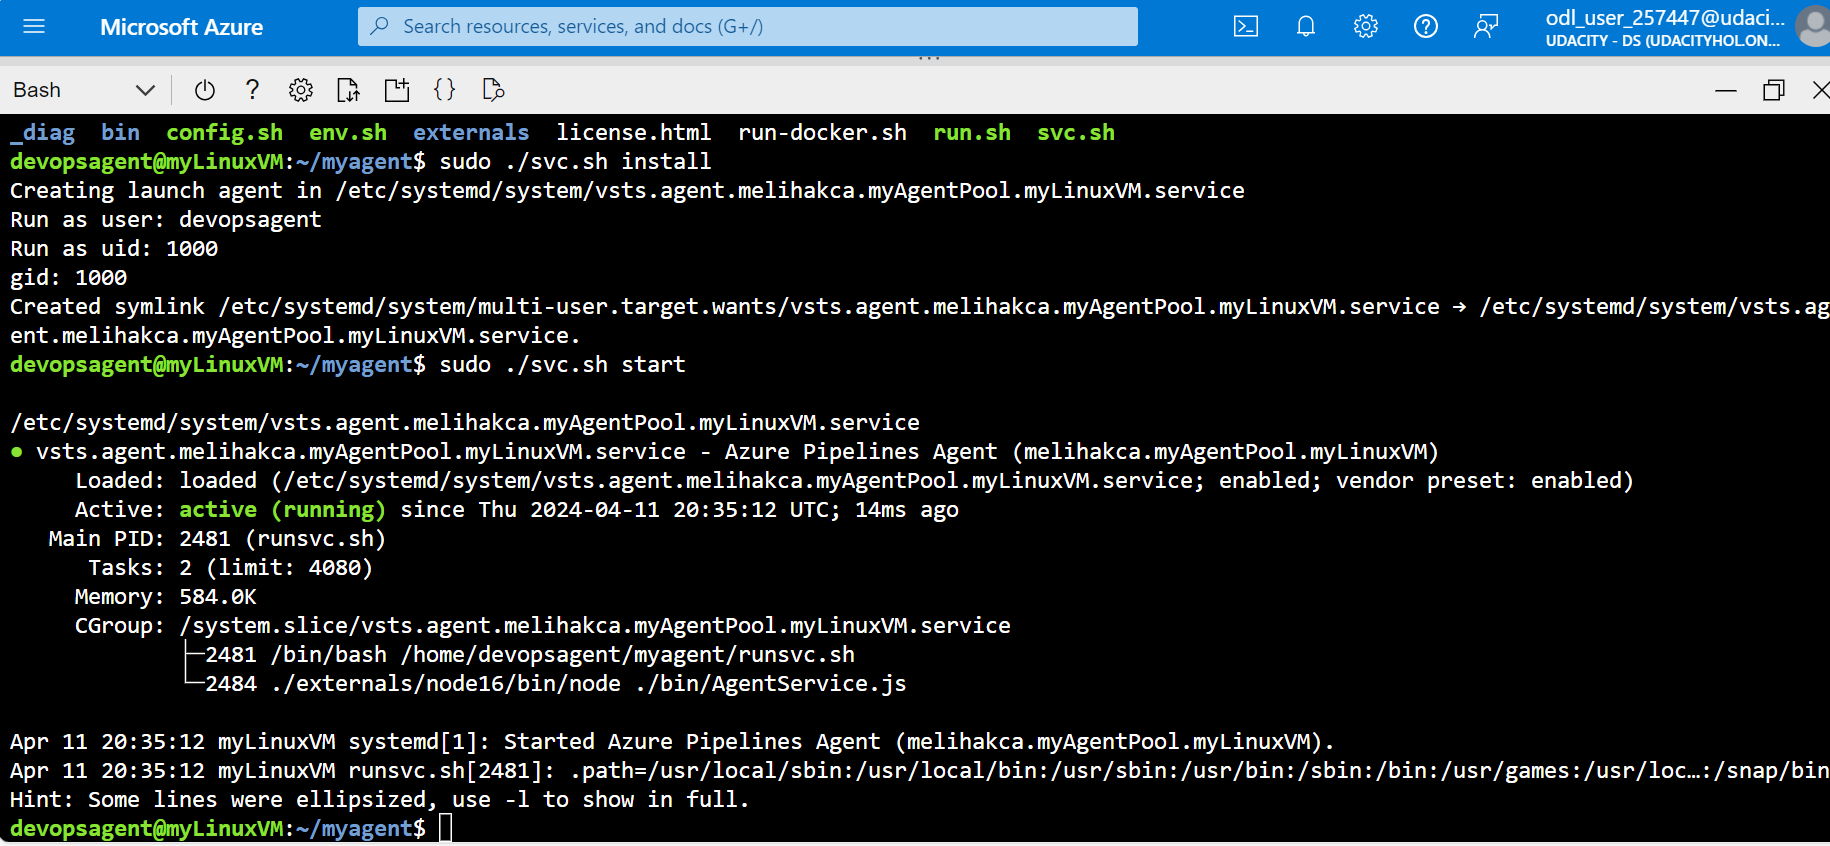 Microsoft Azure
Search resources, services, and docs (G+/)
odl_user_257447@udaci...
UDACITY - DS (UDACITYHOL.ON...
Bash
_diag bin config.sh env.sh externals license.html run-docker.sh run.sh svc.sh
devopsagent@myLinuxVM:~/myagent$ sudo ./svc.sh install
Creating launch agent in /etc/systemd/system/vsts.agent.melihakca.myAgentPool.myLinuxVM.service
Run as user: devopsagent
Run as uid: 1000
gid: 1000
Created symlink /etc/systemd/system/multi-user.target.wants/vsts.agent.melihakca.myAgentPool.myLinuxVM.service → /etc/systemd/system/vsts.ag
ent.melihakca.myAgentPool.myLinuxVM.service.
devopsagent@myLinuxVM:~/myagent$ sudo ./svc.sh start
/etc/systemd/system/vsts.agent.melihakca.myAgentPool.myLinuxVM.service
● vsts.agent.melihakca.myAgentPool.myLinuxVM.service - Azure Pipelines Agent (melihakca.myAgentPool.myLinuxVM)
Loaded: loaded (/etc/systemd/system/vsts.agent.melihakca.myAgentPool.myLinuxVM.service; enabled; vendor preset: enabled)
Active: active (running) since Thu 2024-04-11 20:35:12 UTC; 14ms ago
Main PID: 2481 (runsvc.sh)
Tasks: 2 (limit: 4080)
Memory: 584.0K
CGroup: /system.slice/vsts.agent.melihakca.myAgentPool.myLinuxVM.service
├─2481 /bin/bash /home/devopsagent/myagent/runsvc.sh
└─2484 ./externals/node16/bin/node ./bin/AgentService.js
Apr 11 20:35:12 myLinuxVM systemd[1]: Started Azure Pipelines Agent (melihakca.myAgentPool.myLinuxVM).
Apr 11 20:35:12 myLinuxVM runsvc.sh[2481]: .path=/usr/local/sbin:/usr/local/bin:/usr/sbin:/usr/bin:/sbin:/bin:/usr/games:/usr/loc…:/snap/bin
Hint: Some lines were ellipsized, use -l to show in full.
devopsagent@myLinuxVM:~/myagent$